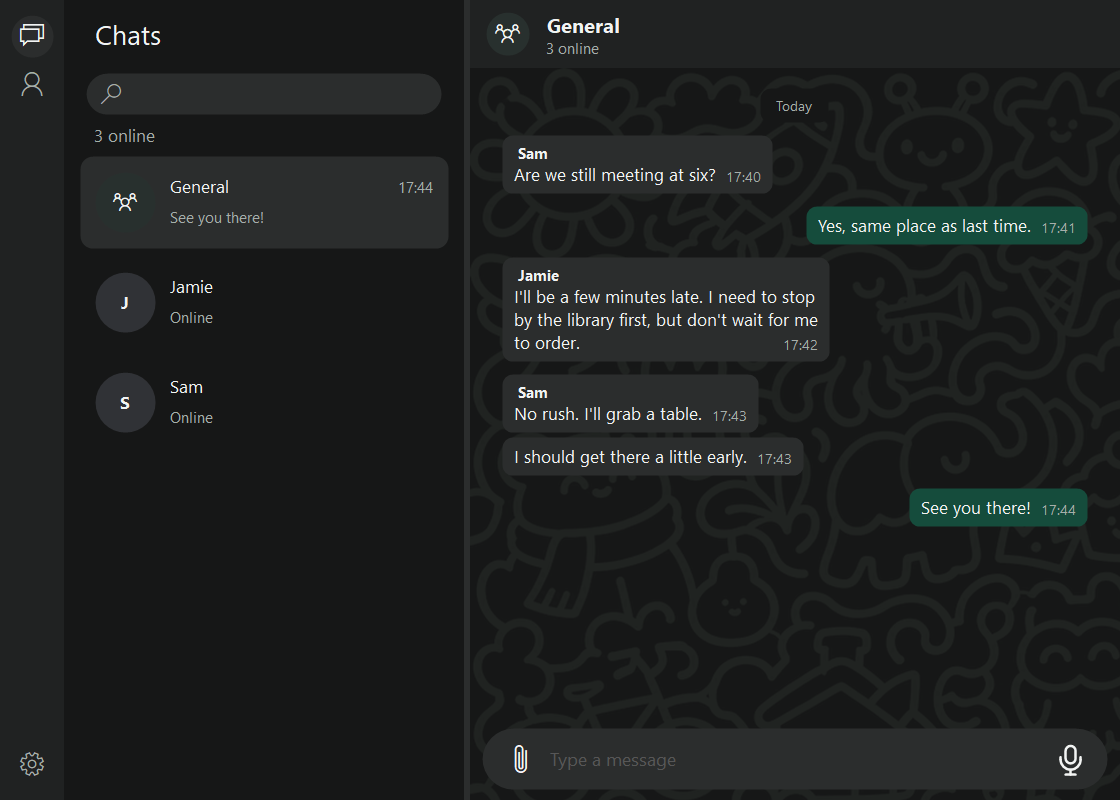 Chats
3 online
General 17:44
See you there!
J
Jamie
Online
S
Sam
Online
General
3 online
Today
Sam
Are we still meeting at six? 17:40
Yes, same place as last time. 17:41
Jamie
I'll be a few minutes late. I need to stop
by the library first, but don't wait for me
to order. 17:42
Sam
No rush. I'll grab a table. 17:43
I should get there a little early. 17:43
See you there! 17:44
Type a message